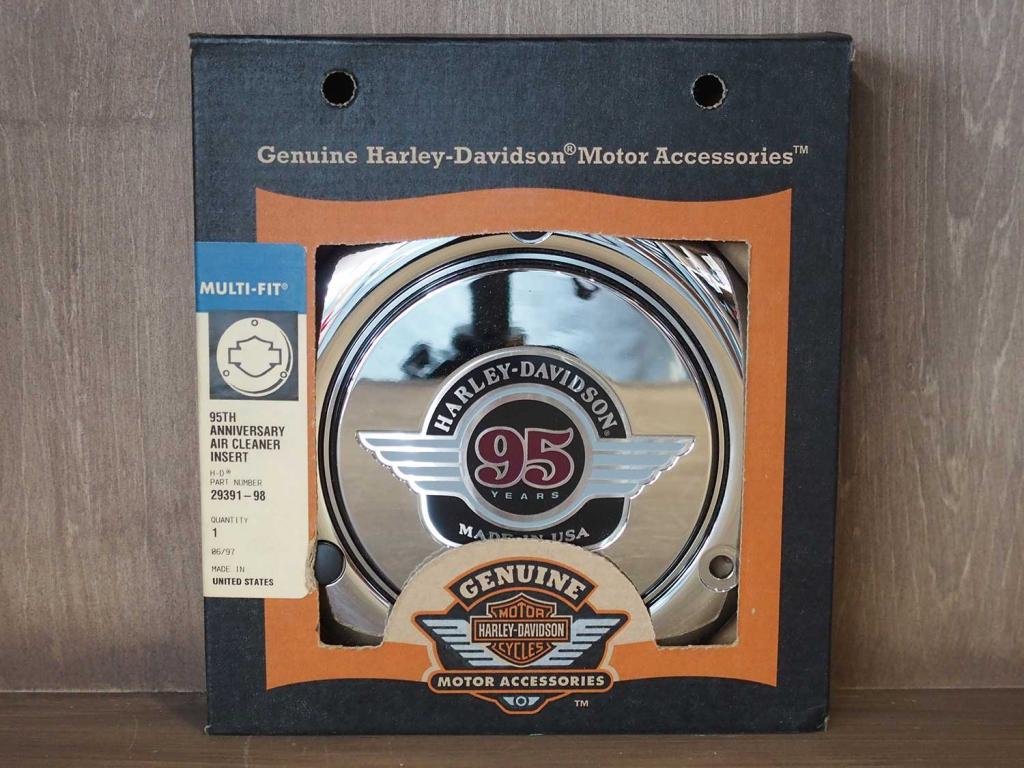 Genuine Harley-Davidson® Motor Accessories™
MULTI-FIT®
95TH
ANNIVERSARY
AIR CLEANER
INSERT
H-D®
PART NUMBER
29391-98
QUANTITY
1
06/97
MADE IN
UNITED STATES
HARLEY-DAVIDSON®
95
YEARS
MADE IN USA
GENUINE
MOTOR
HARLEY-DAVIDSON
CYCLES
MOTOR ACCESSORIES
TM